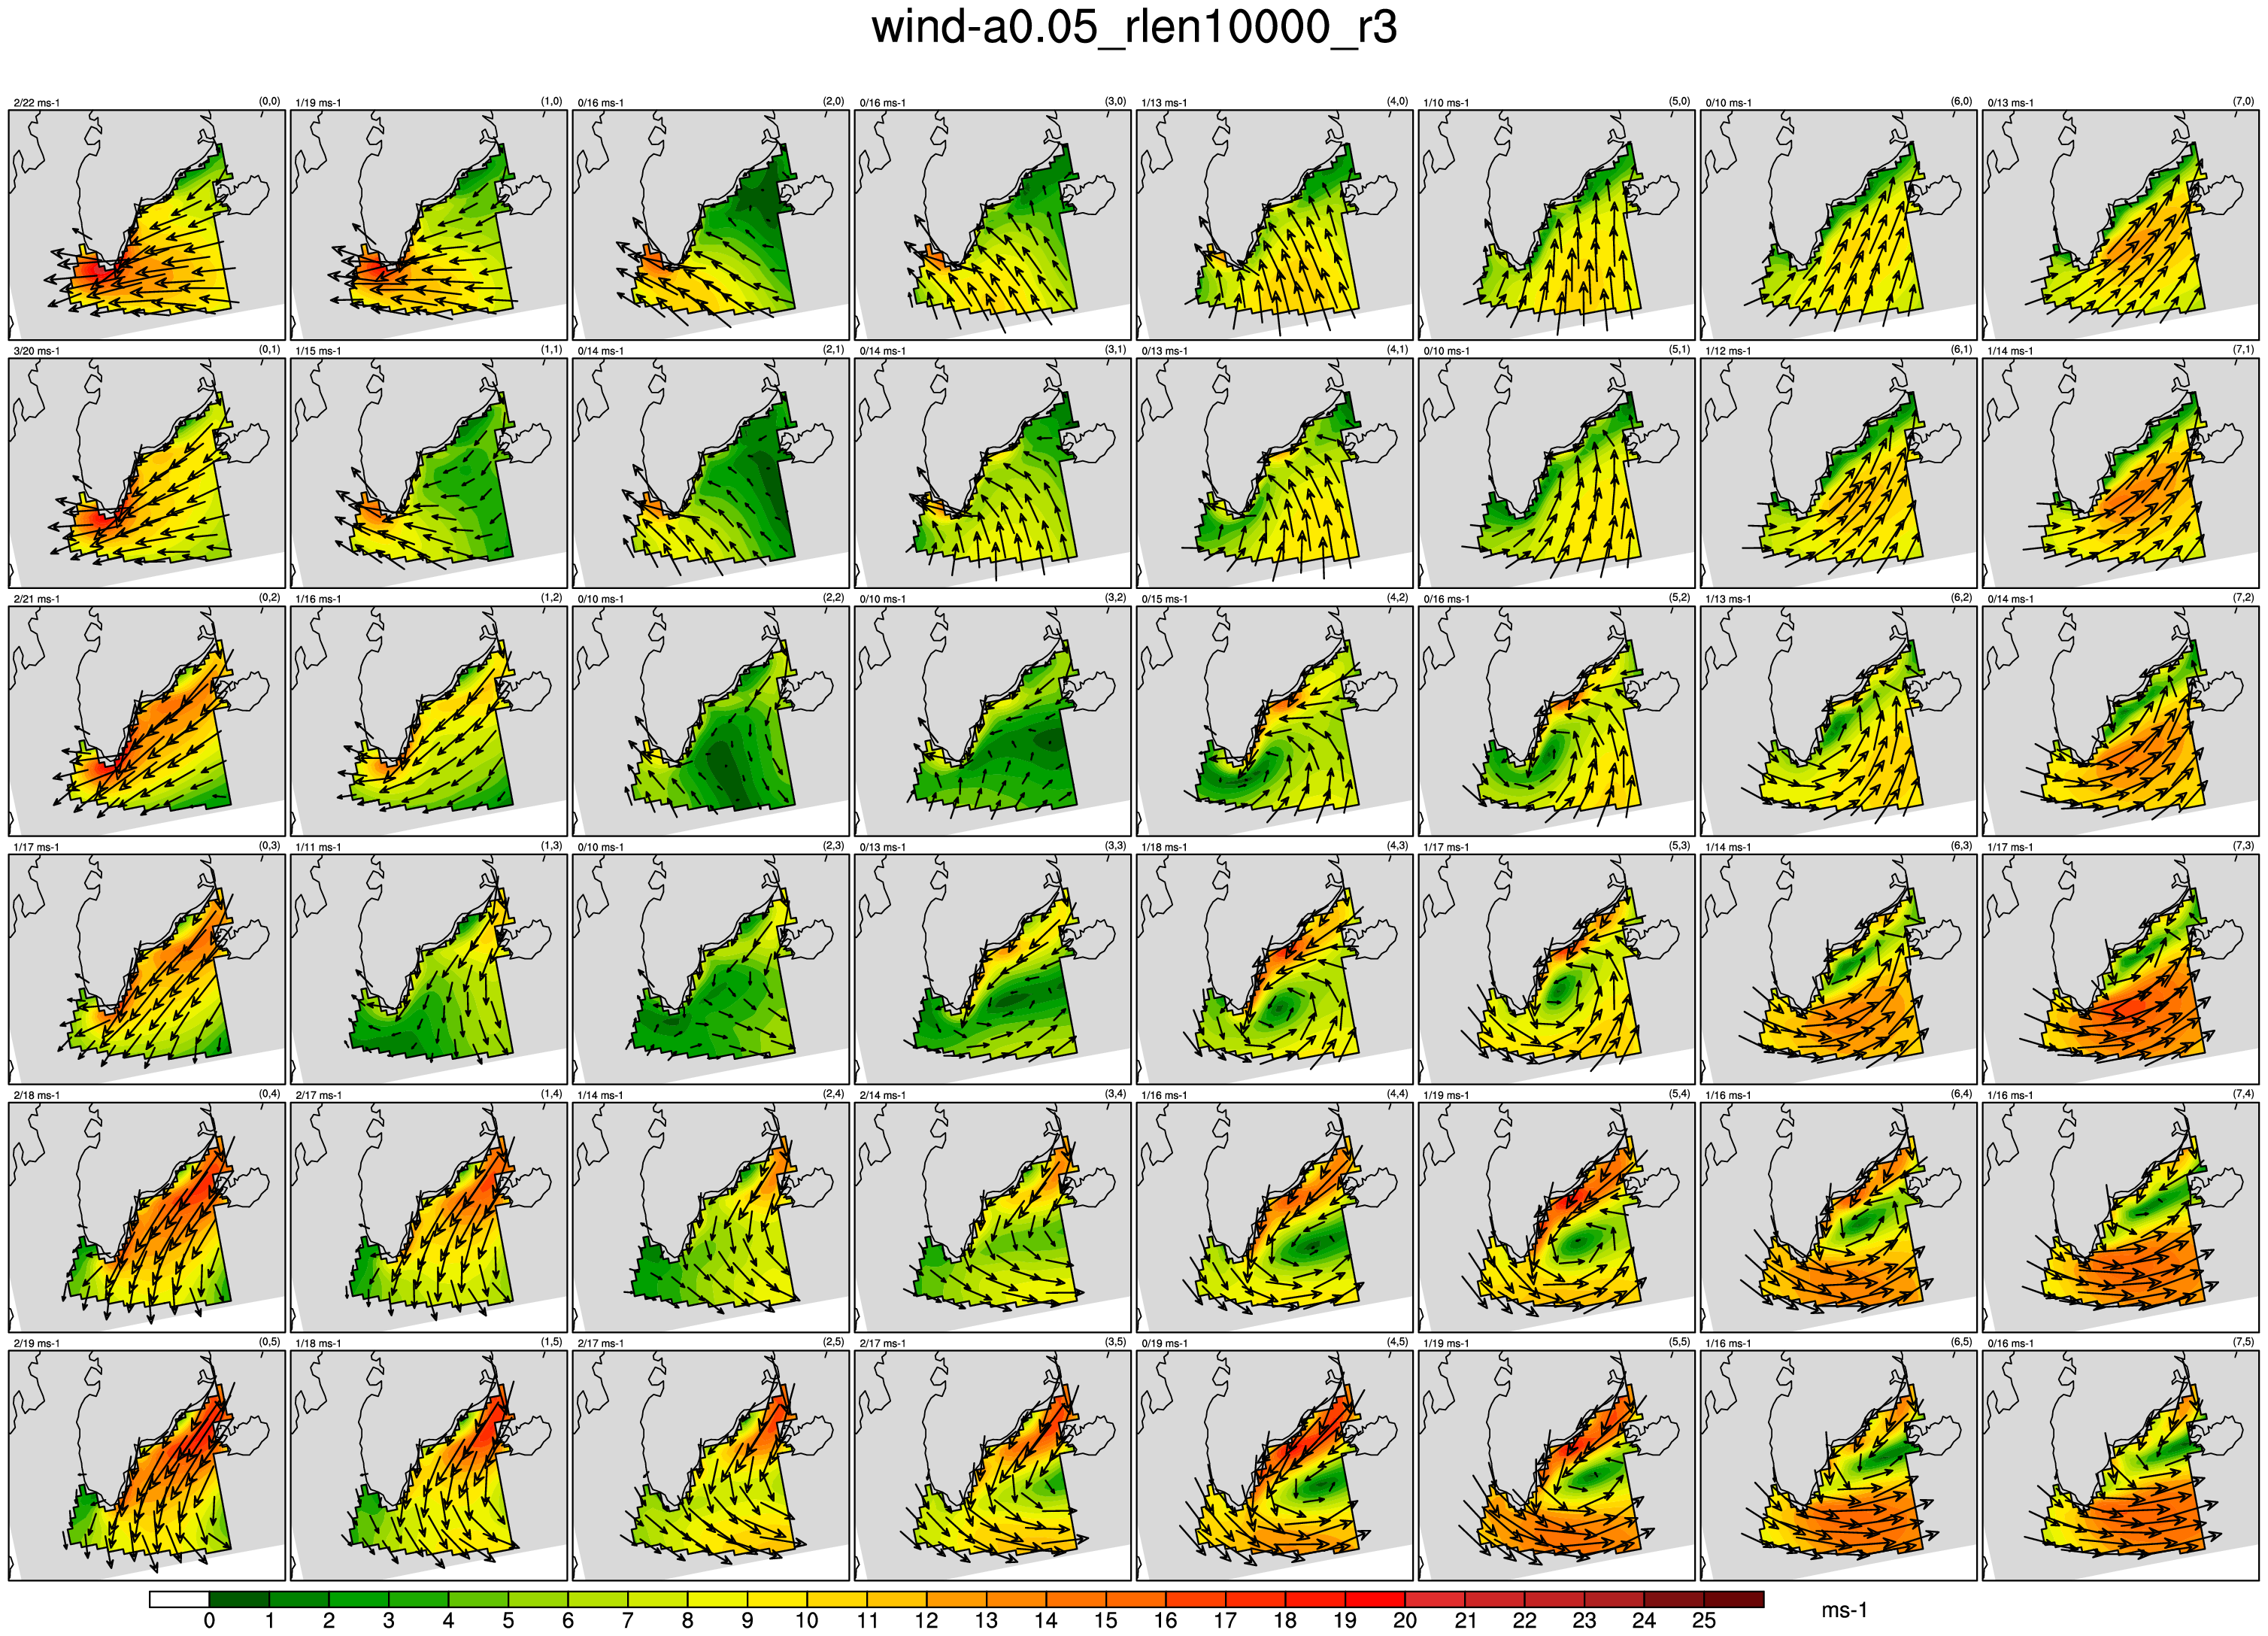 wind-a0.05_rlen10000_r3
2/22 ms-1 (0,0) 1/19 ms-1 (1,0) 0/16 ms-1 (2,0) 0/16 ms-1 (3,0) 1/13 ms-1 (4,0) 1/10 ms-1 (5,0) 0/10 ms-1 (6,0) 0/13 ms-1 (7,0)
3/20 ms-1 (0,1) 1/15 ms-1 (1,1) 0/14 ms-1 (2,1) 0/14 ms-1 (3,1) 0/13 ms-1 (4,1) 0/10 ms-1 (5,1) 1/12 ms-1 (6,1) 1/14 ms-1 (7,1)
2/21 ms-1 (0,2) 1/16 ms-1 (1,2) 0/10 ms-1 (2,2) 0/10 ms-1 (3,2) 0/15 ms-1 (4,2) 0/16 ms-1 (5,2) 1/13 ms-1 (6,2) 0/14 ms-1 (7,2)
1/17 ms-1 (0,3) 1/11 ms-1 (1,3) 0/10 ms-1 (2,3) 0/13 ms-1 (3,3) 1/18 ms-1 (4,3) 1/17 ms-1 (5,3) 1/14 ms-1 (6,3) 1/17 ms-1 (7,3)
2/18 ms-1 (0,4) 2/17 ms-1 (1,4) 1/14 ms-1 (2,4) 2/14 ms-1 (3,4) 1/16 ms-1 (4,4) 1/19 ms-1 (5,4) 1/16 ms-1 (6,4) 1/16 ms-1 (7,4)
2/19 ms-1 (0,5) 1/18 ms-1 (1,5) 2/17 ms-1 (2,5) 2/17 ms-1 (3,5) 0/19 ms-1 (4,5) 1/19 ms-1 (5,5) 1/16 ms-1 (6,5) 0/16 ms-1 (7,5)
0 1 2 3 4 5 6 7 8 9 10 11 12 13 14 15 16 17 18 19 20 21 22 23 24 25 ms-1